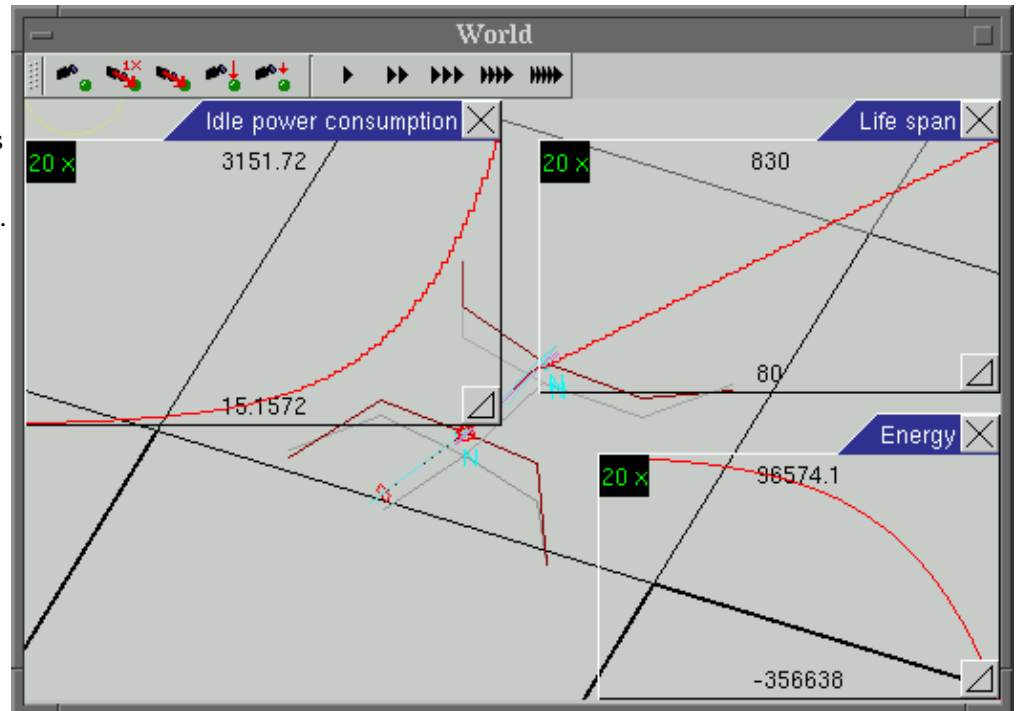 World
1X
Idle power consumption
20 x
3151.72
15.1572
Life span
20 x
830
80
N
N
Energy
20 x
96574.1
-356638
s
.